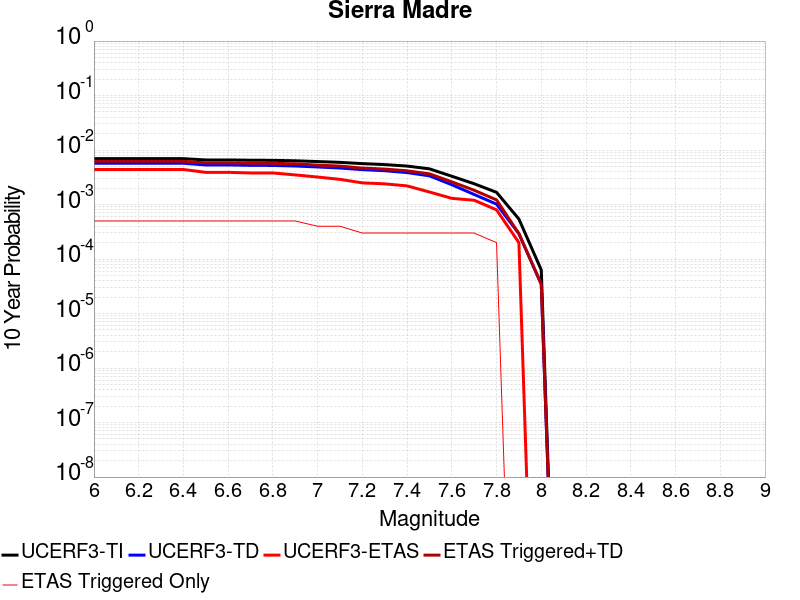 Sierra Madre
10 0
10 -1
10 -2
10 -3
10 -4
10 -5
10 -6
10 -7
10 -8
10 Year Probability
6 6.2 6.4 6.6 6.8 7 7.2 7.4 7.6 7.8 8 8.2 8.4 8.6 8.8 9
Magnitude
UCERF3-TI UCERF3-TD UCERF3-ETAS ETAS Triggered+TD
ETAS Triggered Only